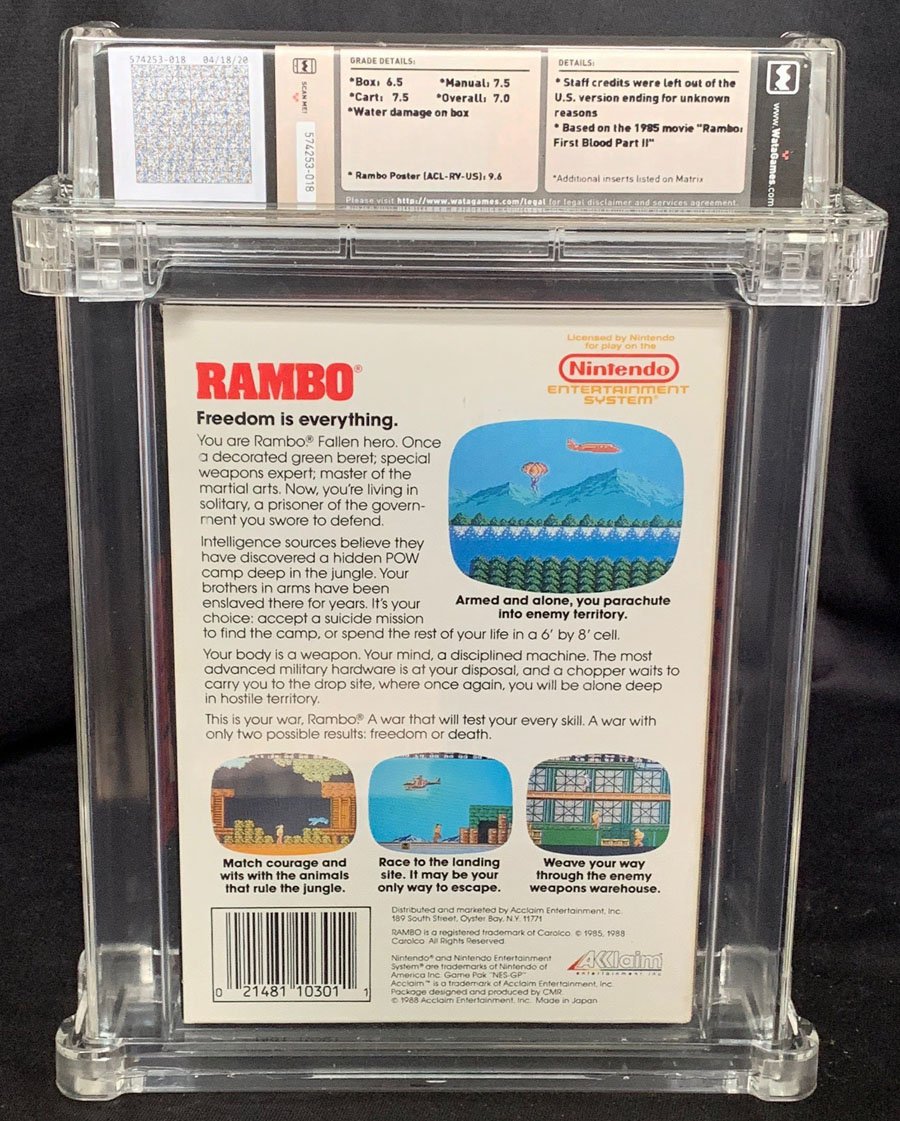 574253-018 04/18/20
SCAN ME!
574253-018
GRADE DETAILS:
*Box: 6.5 *Manual: 7.5
*Cart: 7.5 *Overall: 7.0
*Water damage on box
* Rambo Poster (ACL-RV-US): 9.6
DETAILS:
* Staff credits were left out of the
U.S. version ending for unknown
reasons
* Based on the 1985 movie "Rambo:
First Blood Part II"
*Additional inserts listed on Matrix
www.WataGames.com
Please visit http://www.watagames.com/legal for legal disclaimer and services agreement.
Licensed by Nintendo
for play on the
Nintendo
ENTERTAINMENT
SYSTEM®
RAMBO®
Freedom is everything.
You are Rambo® Fallen hero. Once
a decorated green beret; special
weapons expert; master of the
martial arts. Now, you're living in
solitary, a prisoner of the govern-
ment you swore to defend.
Intelligence sources believe they
have discovered a hidden POW
camp deep in the jungle. Your
brothers in arms have been
enslaved there for years. It's your
choice: accept a suicide mission
to find the camp, or spend the rest of your life in a 6' by 8' cell.
Armed and alone, you parachute
into enemy territory.
Your body is a weapon. Your mind, a disciplined machine. The most
advanced military hardware is at your disposal, and a chopper waits to
carry you to the drop site, where once again, you will be alone deep
in hostile territory.
This is your war, Rambo® A war that will test your every skill. A war with
only two possible results: freedom or death.
Match courage and
wits with the animals
that rule the jungle.
Race to the landing
site. It may be your
only way to escape.
Weave your way
through the enemy
weapons warehouse.
0 21481 10301 1
Distributed and marketed by Acclaim Entertainment, Inc.
189 South Street, Oyster Bay, N.Y. 11771
RAMBO is a registered trademark of Carolco. © 1985, 1988
Carolco All Rights Reserved
Nintendo® and Nintendo Entertainment
System® are trademarks of Nintendo of
America Inc. Game Pak "NES-GP"
Acclaim™ is a trademark of Acclaim Entertainment, Inc.
Package designed and produced by CMR.
© 1988 Acclaim Entertainment, Inc. Made in Japan
AKKlaim
entertainment inc